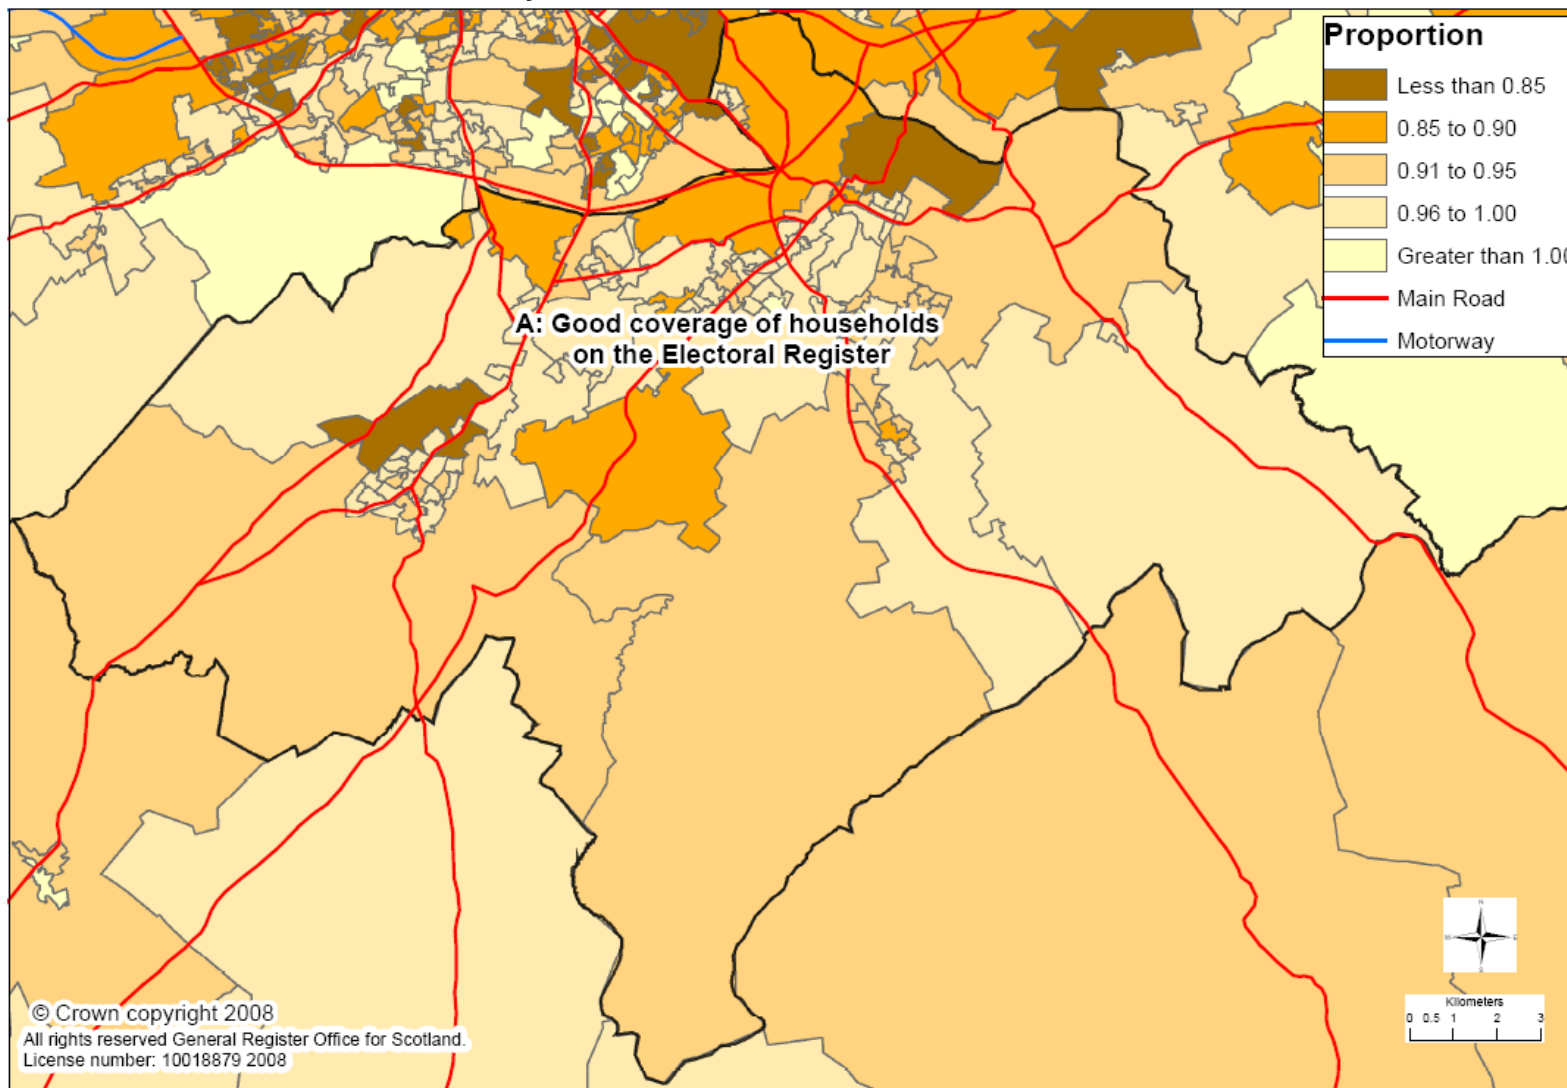 Proportion
Less than 0.85
0.85 to 0.90
0.91 to 0.95
0.96 to 1.00
Greater than 1.00
Main Road
Motorway
A: Good coverage of households
on the Electoral Register
N
W E
S
Kilometers
0 0.5 1 2 3
© Crown copyright 2008
All rights reserved General Register Office for Scotland.
License number: 10018879 2008